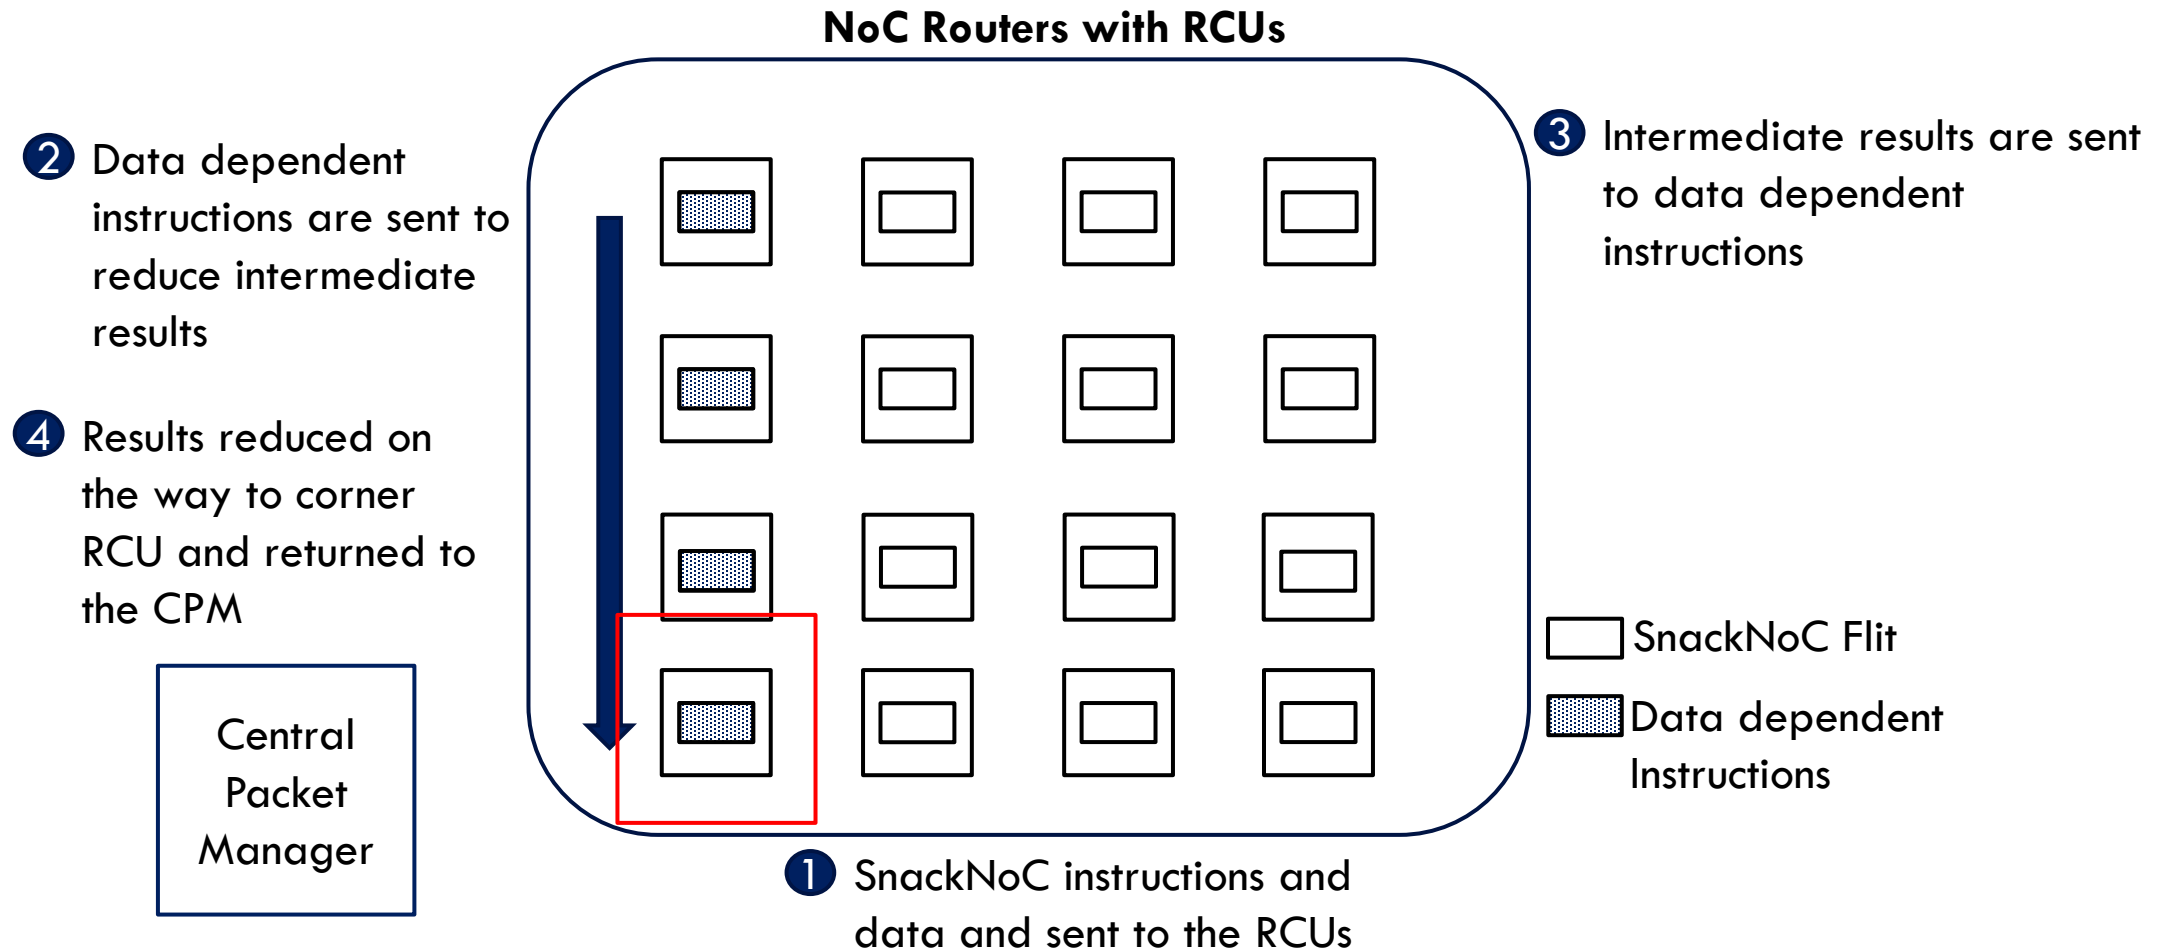 NoC Routers with RCUs
2 Data dependent
instructions are sent to
reduce intermediate
results
3 Intermediate results are sent
to data dependent
instructions
4 Results reduced on
the way to corner
RCU and returned to
the CPM
Central
Packet
Manager
SnackNoC Flit
Data dependent
Instructions
1 SnackNoC instructions and
data and sent to the RCUs